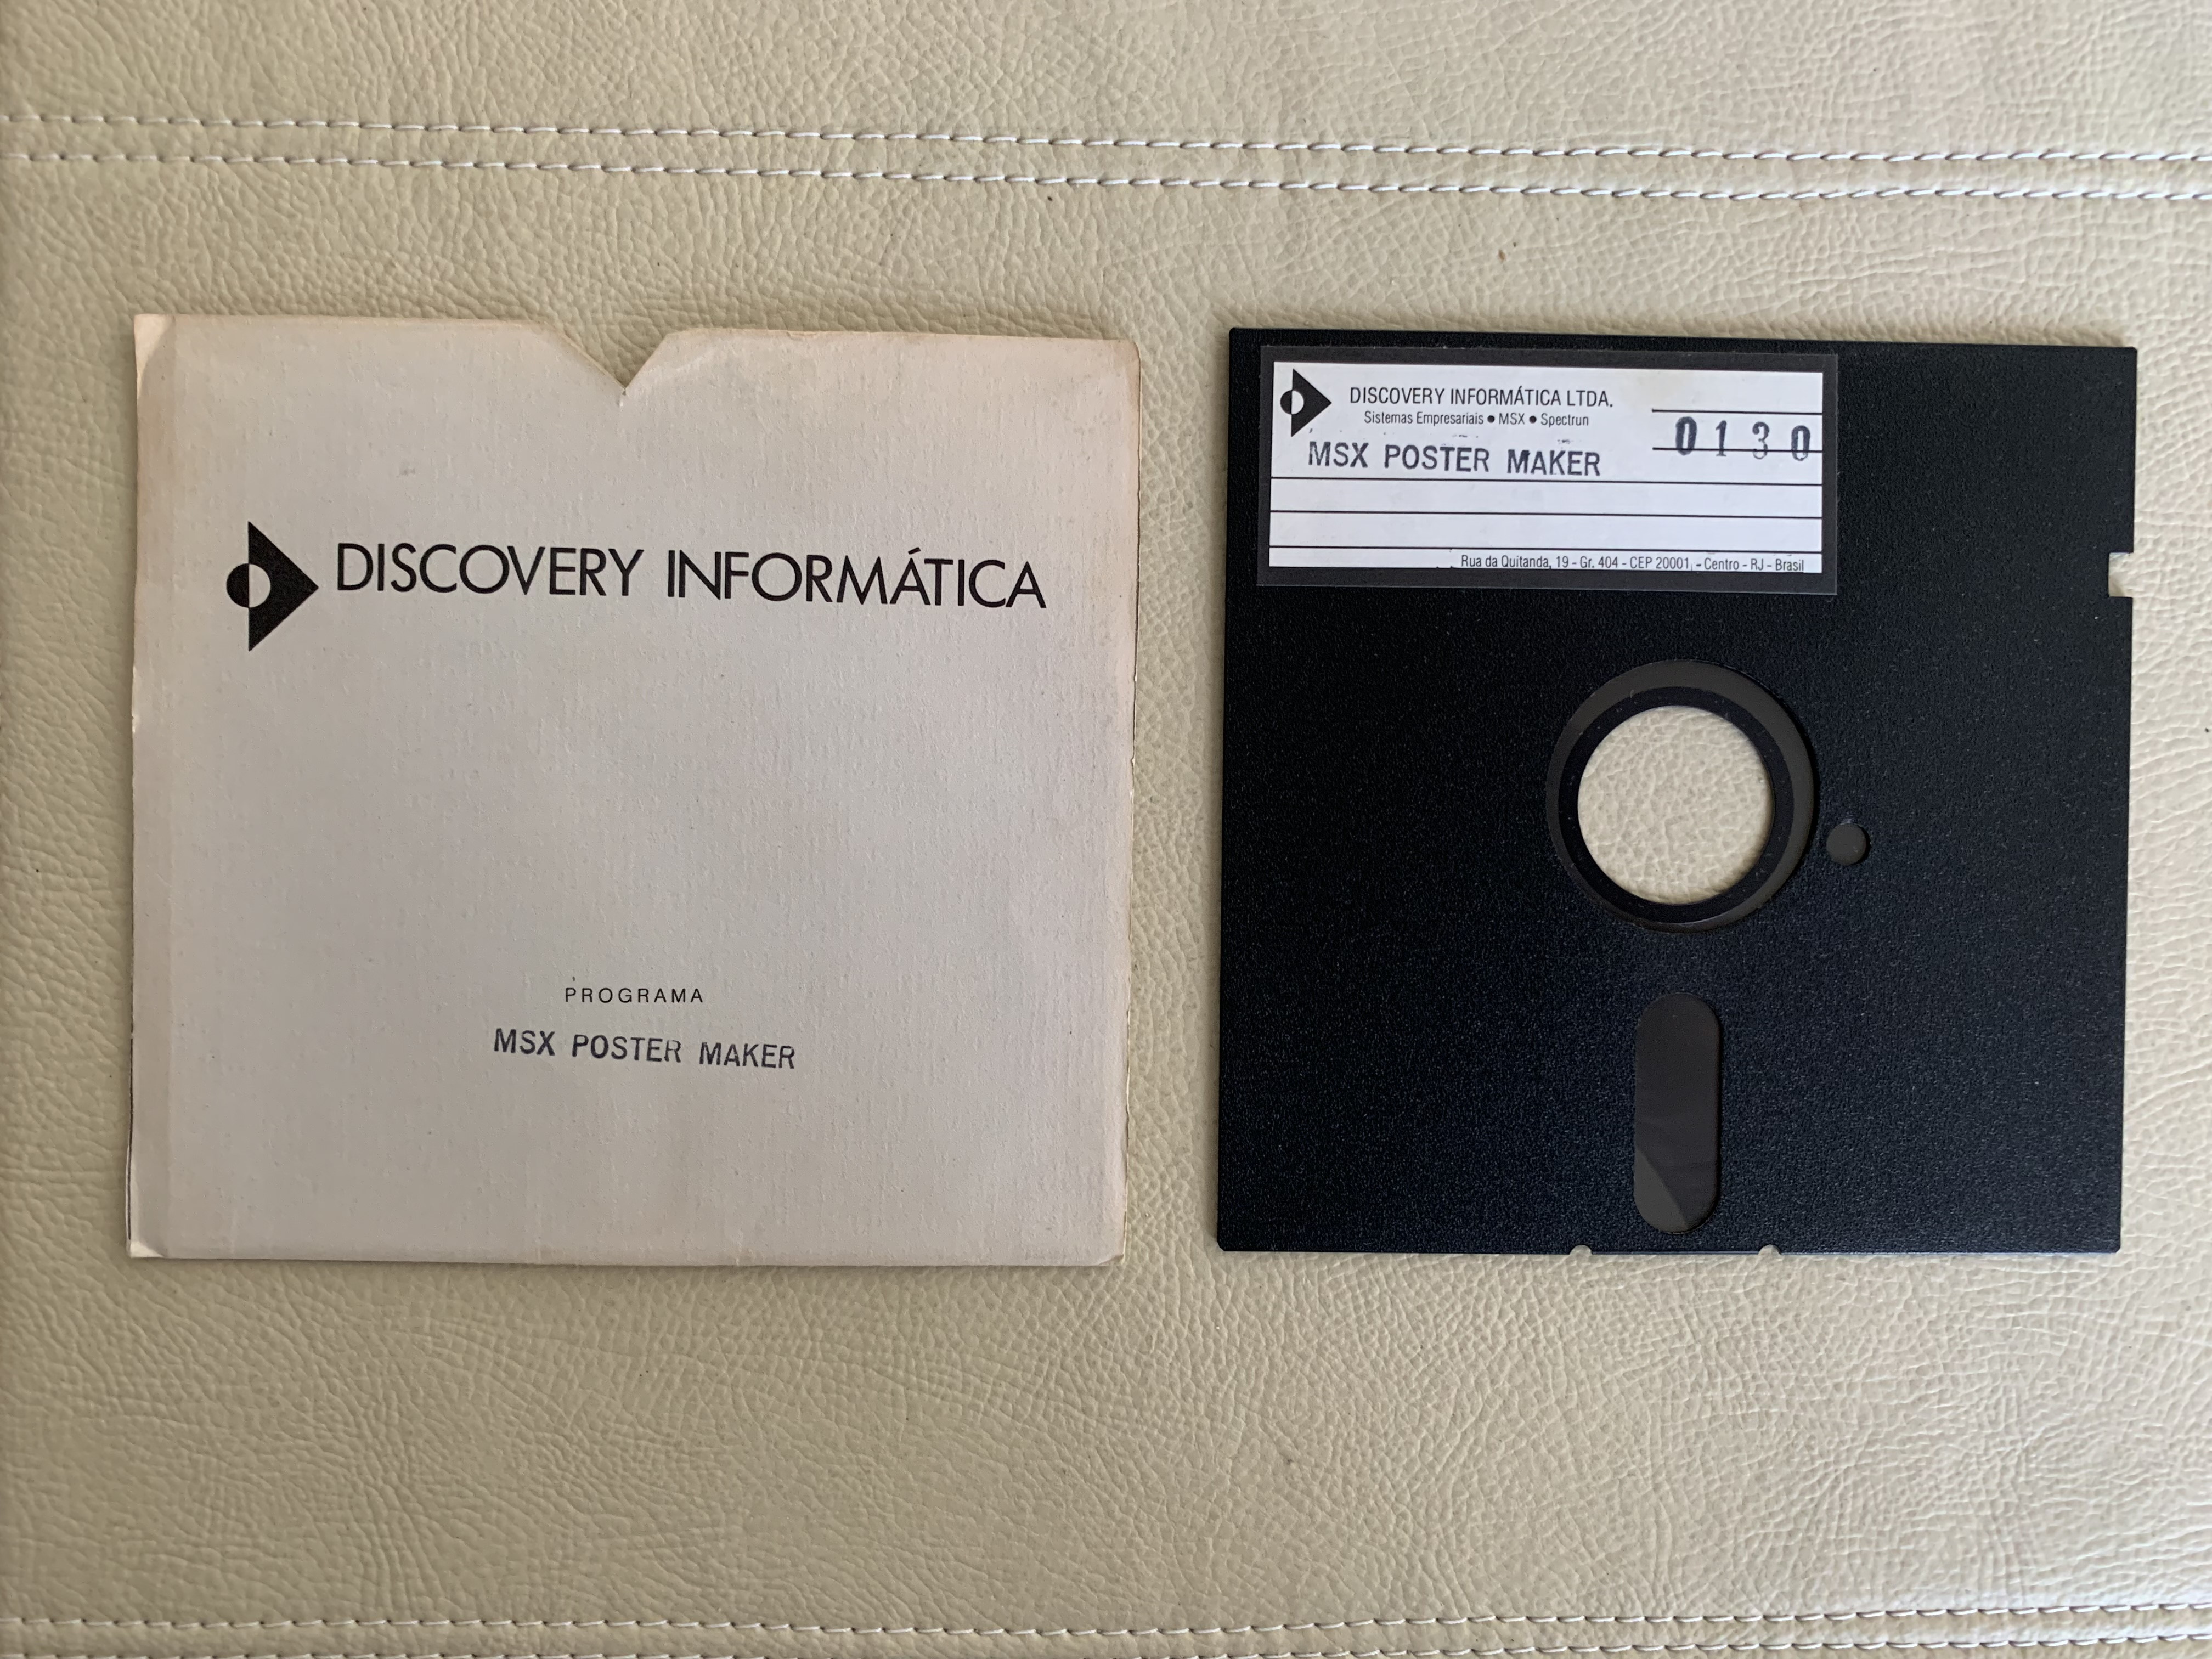 DISCOVERY INFORMÁTICA
PROGRAMA
MSX POSTER MAKER
DISCOVERY INFORMÁTICA LTDA.
Sistemas Empresariais ● MSX ● Spectrun
0130
MSX POSTER MAKER
Rua da Quitanda, 19 - Gr. 404 - CEP 20001 - Centro - RJ - Brasil